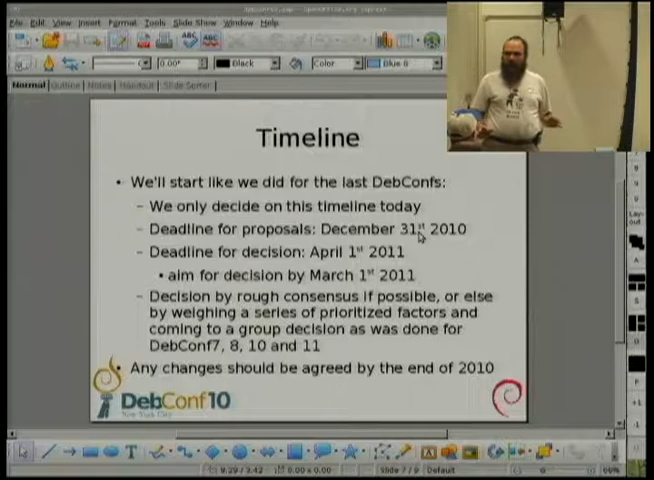 File Edit View Insert Format Tools Slide Show Window Help
0.00" Black Color Blue 8
Normal Outline Notes Handout Slide Sorter
Timeline
• We'll start like we did for the last DebConfs:
– We only decide on this timeline today
– Deadline for proposals: December 31st 2010
– Deadline for decision: April 1st 2011
• aim for decision by March 1st 2011
– Decision by rough consensus if possible, or else
by weighing a series of prioritized factors and
coming to a group decision as was done for
DebConf7, 8, 10 and 11
• Any changes should be agreed by the end of 2010
DebConf10
New York City
Slide 7 / 9 Default